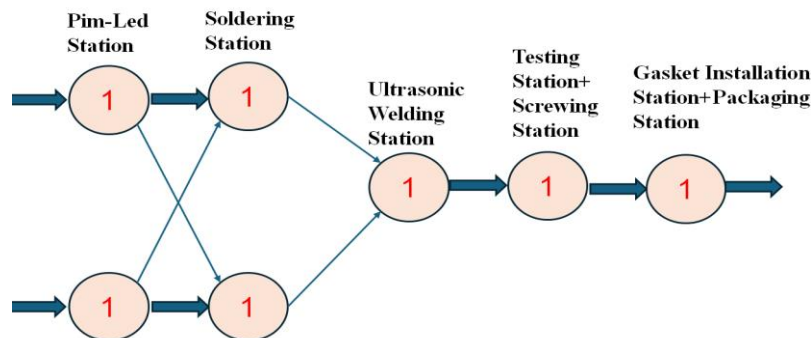 Pim-Led
Station
Soldering
Station
Ultrasonic
Welding
Station
Testing
Station+
Screwing
Station
Gasket Installation
Station+Packaging
Station
1
1
1
1
1
1
1